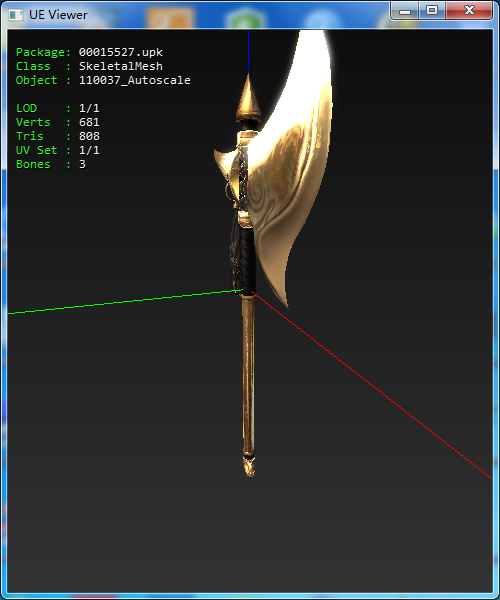 UE Viewer
Package: 00015527.upk
Class : SkeletalMesh
Object : 110037_Autoscale
LOD : 1/1
Verts : 681
Tris : 808
UV Set : 1/1
Bones : 3